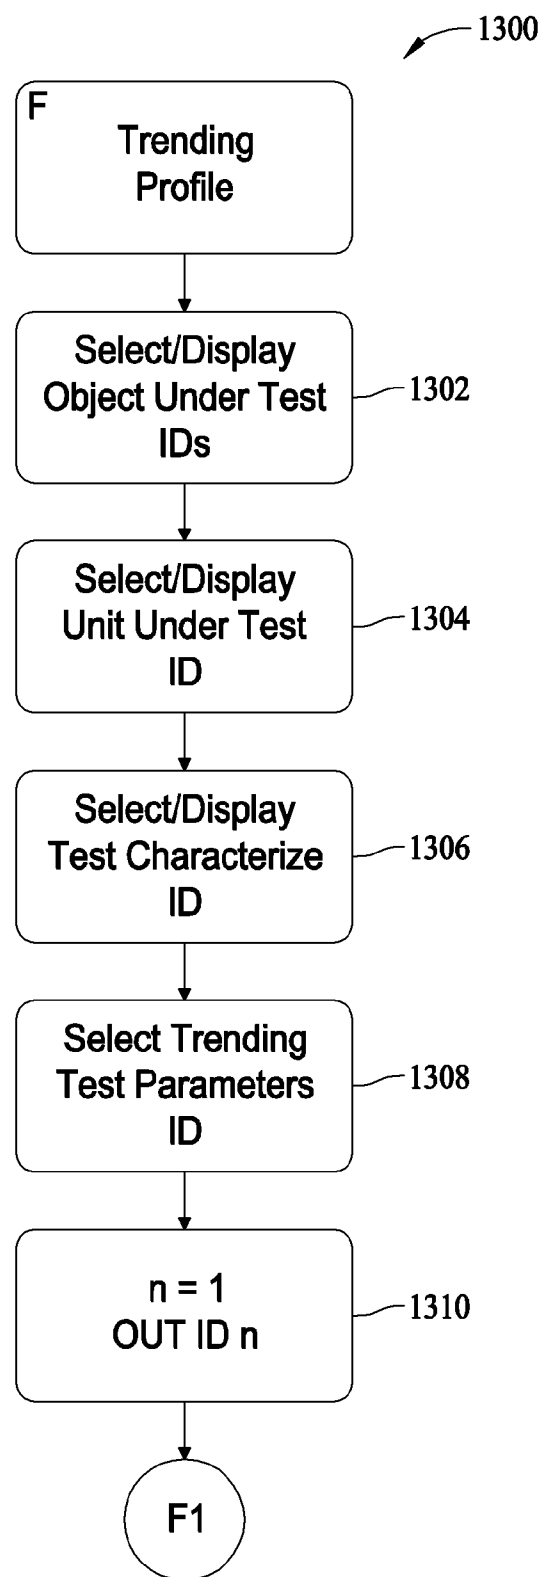 1300
F
Trending
Profile
Select/Display
Object Under Test
IDs
1302
Select/Display
Unit Under Test
ID
1304
Select/Display
Test Characterize
ID
1306
Select Trending
Test Parameters
ID
1308
n = 1
OUT ID n
1310
F1